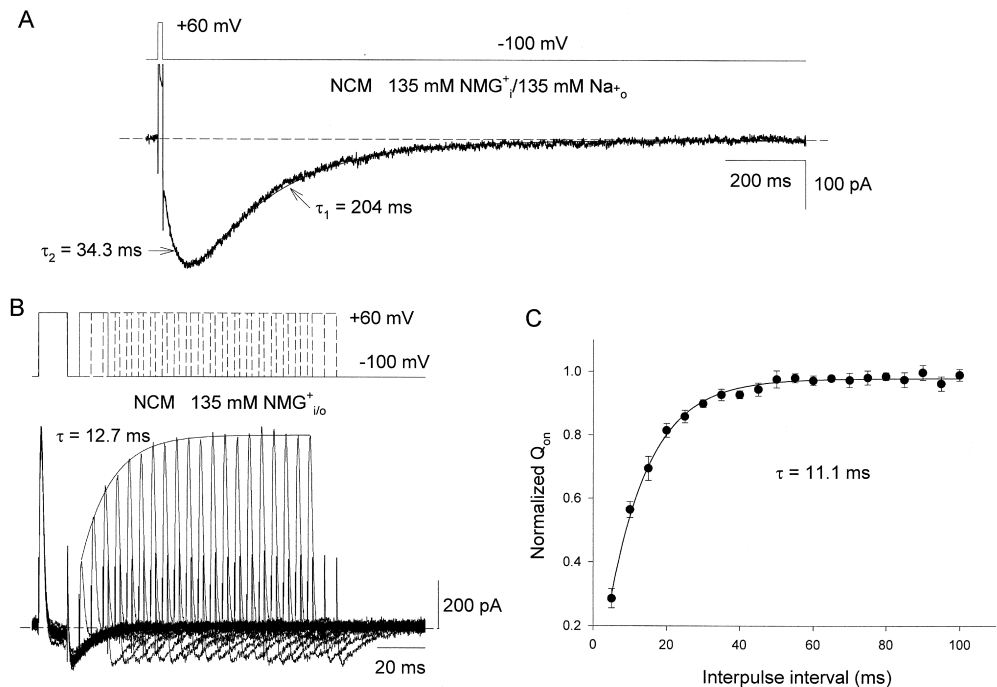 A
+60 mV
-100 mV
NCM 135 mM NMG⁺ᵢ/135 mM Na⁺ₒ
200 ms
100 pA
τ₁ = 204 ms
τ₂ = 34.3 ms
B
+60 mV
-100 mV
NCM 135 mM NMG⁺ᵢ/ₒ
τ = 12.7 ms
200 pA
20 ms
C
1.0
0.8
0.6
0.4
0.2
Normalized Qₒₙ
τ = 11.1 ms
0 20 40 60 80 100
Interpulse interval (ms)